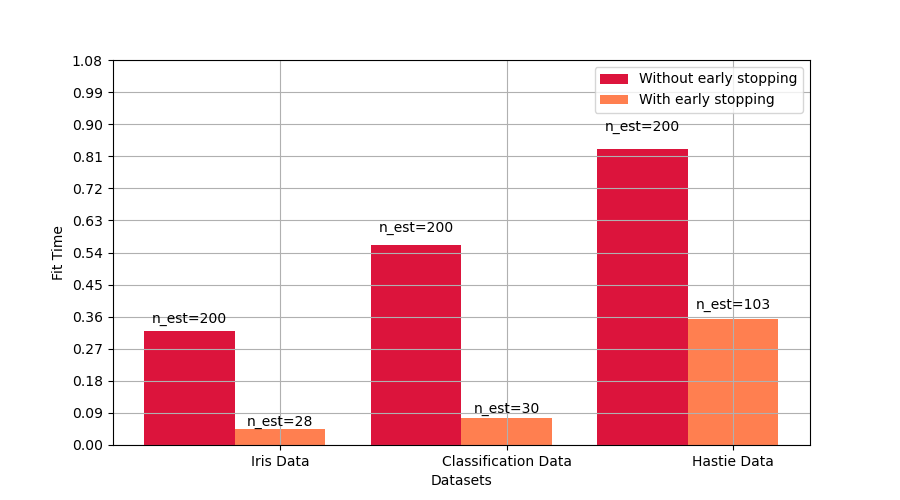 1.08
0.99
0.90
0.81
0.72
0.63
0.54
0.45
0.36
0.27
0.18
0.09
0.00
Fit Time
Without early stopping
With early stopping
n_est=200
n_est=200
n_est=200
n_est=28
n_est=30
n_est=103
Iris Data
Classification Data
Hastie Data
Datasets